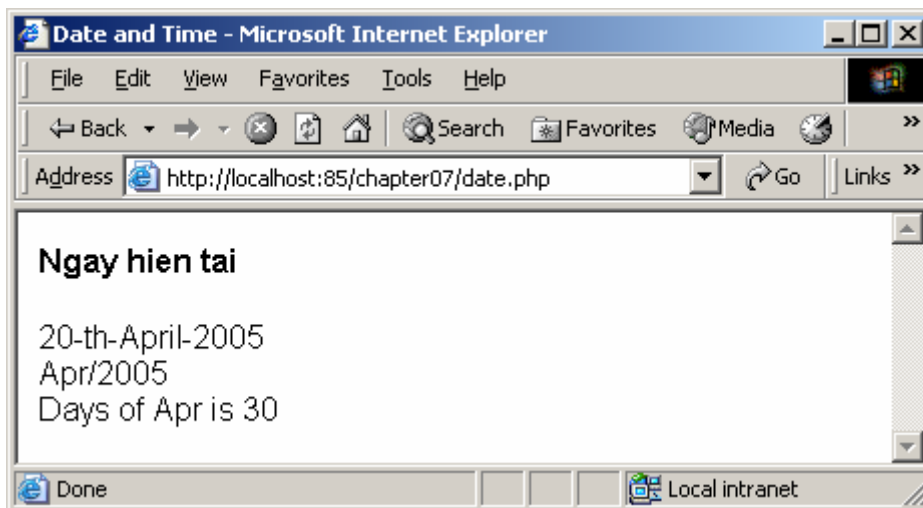 Date and Time - Microsoft Internet Explorer
File Edit View Favorites Tools Help
Back Search Favorites Media »
Address http://localhost:85/chapter07/date.php Go Links »
Ngay hien tai
20-th-April-2005
Apr/2005
Days of Apr is 30
Done Local intranet